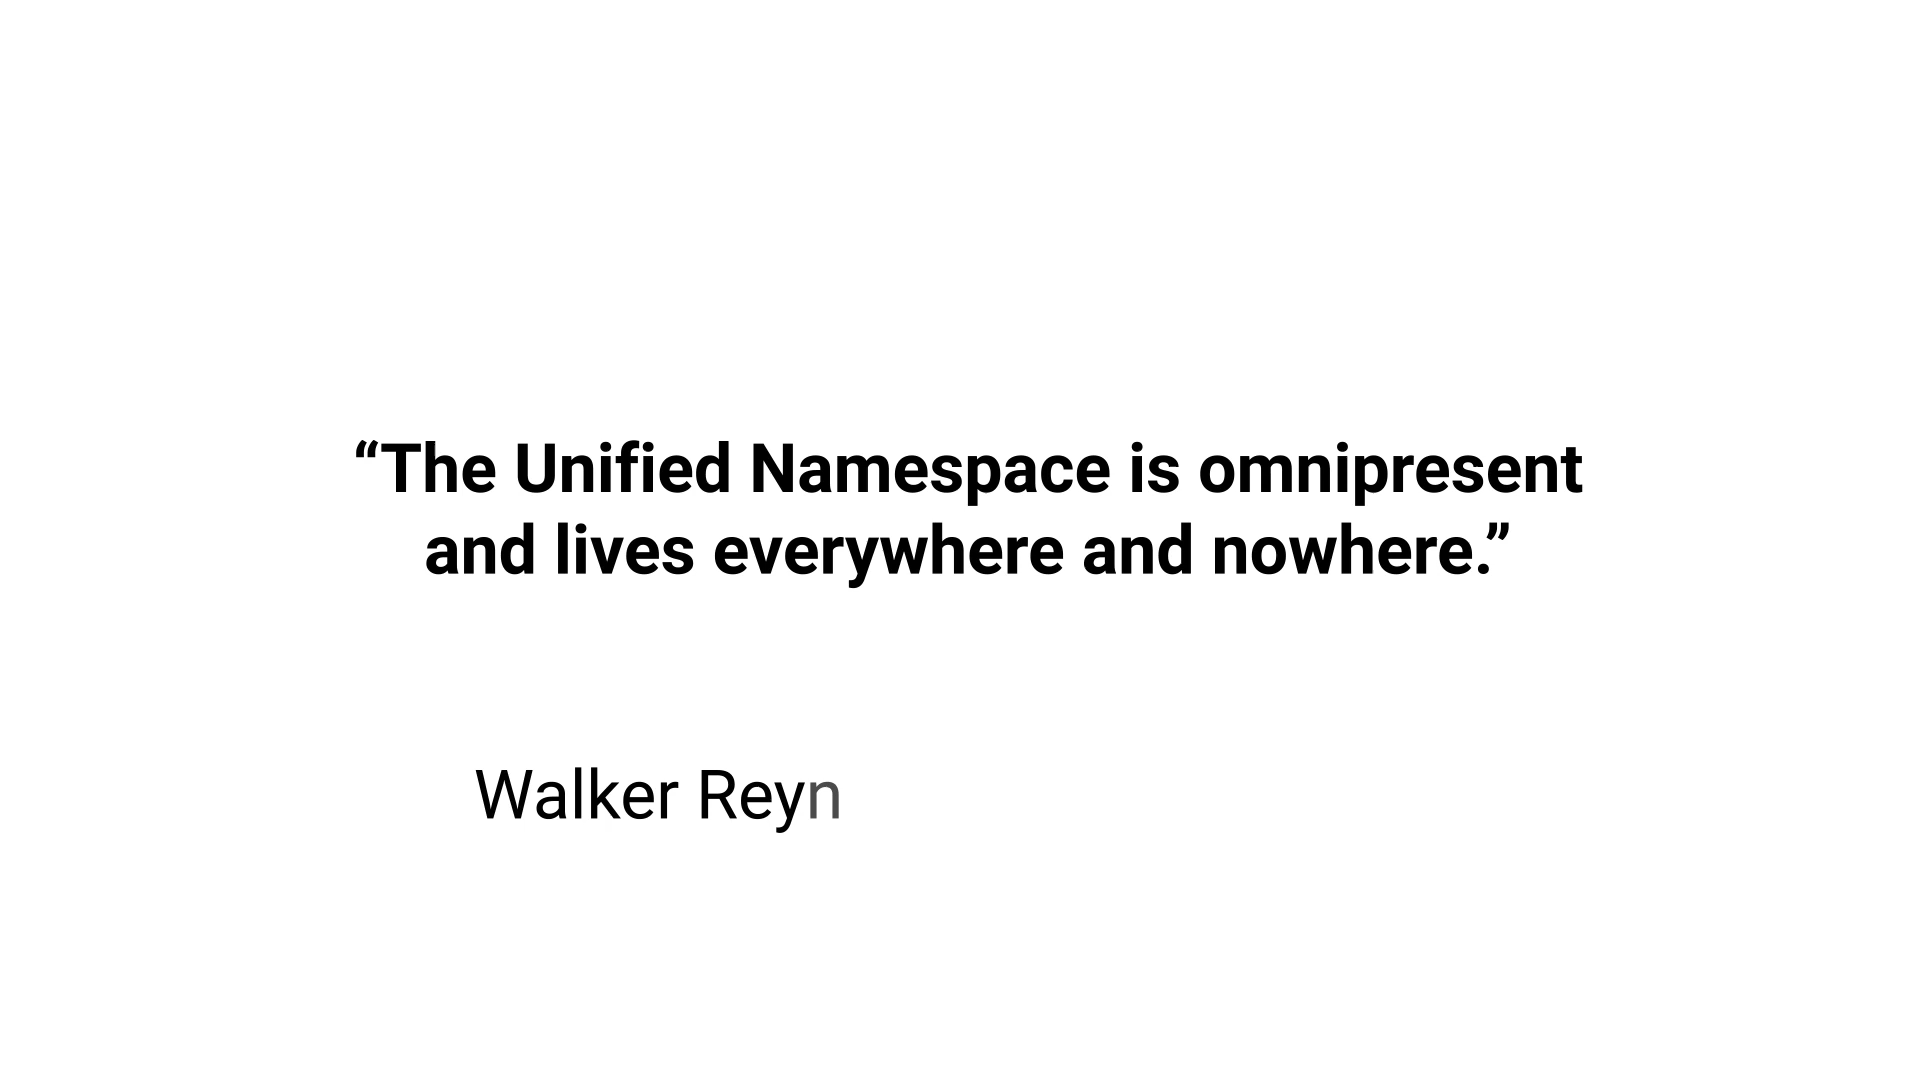 “The Unified Namespace is omnipresent
and lives everywhere and nowhere.”
Walker Reyn